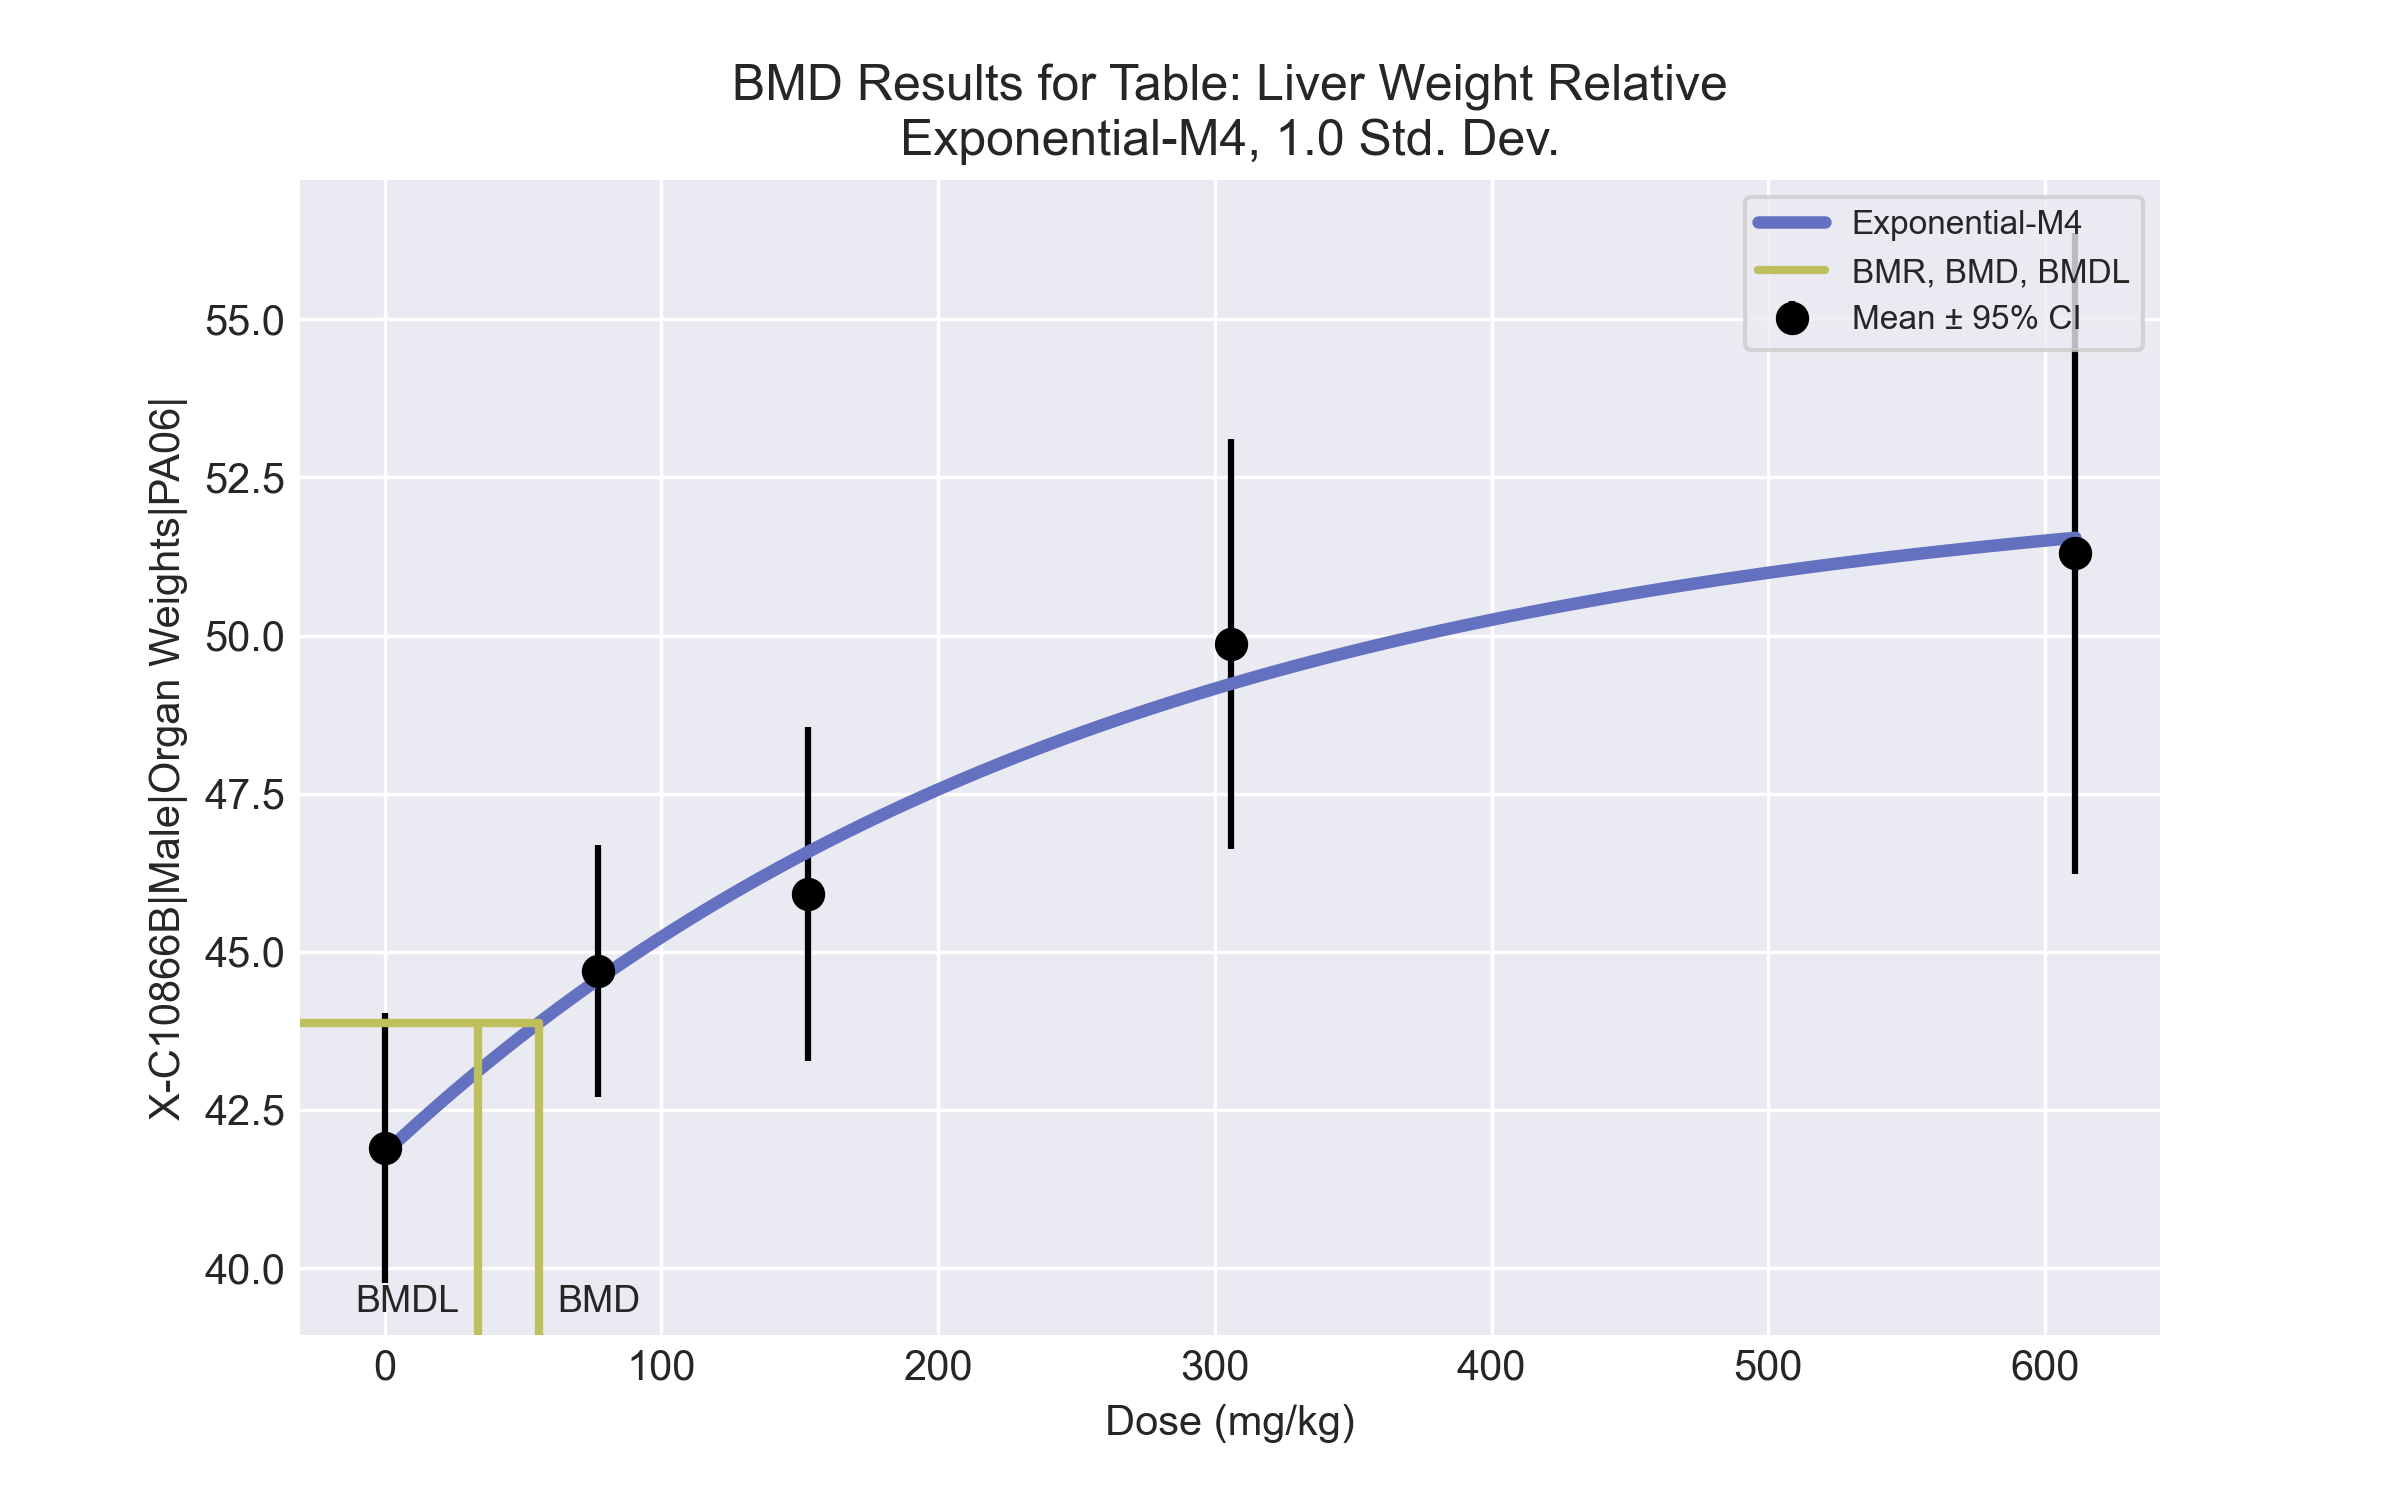 BMD Results for Table: Liver Weight Relative
Exponential-M4, 1.0 Std. Dev.
Exponential-M4
BMR, BMD, BMDL
Mean ± 95% CI
X-C10866B|Male|Organ Weights|PA06|
55.0
52.5
50.0
47.5
45.0
42.5
40.0
BMDL
BMD
0
100
200
300
400
500
600
Dose (mg/kg)